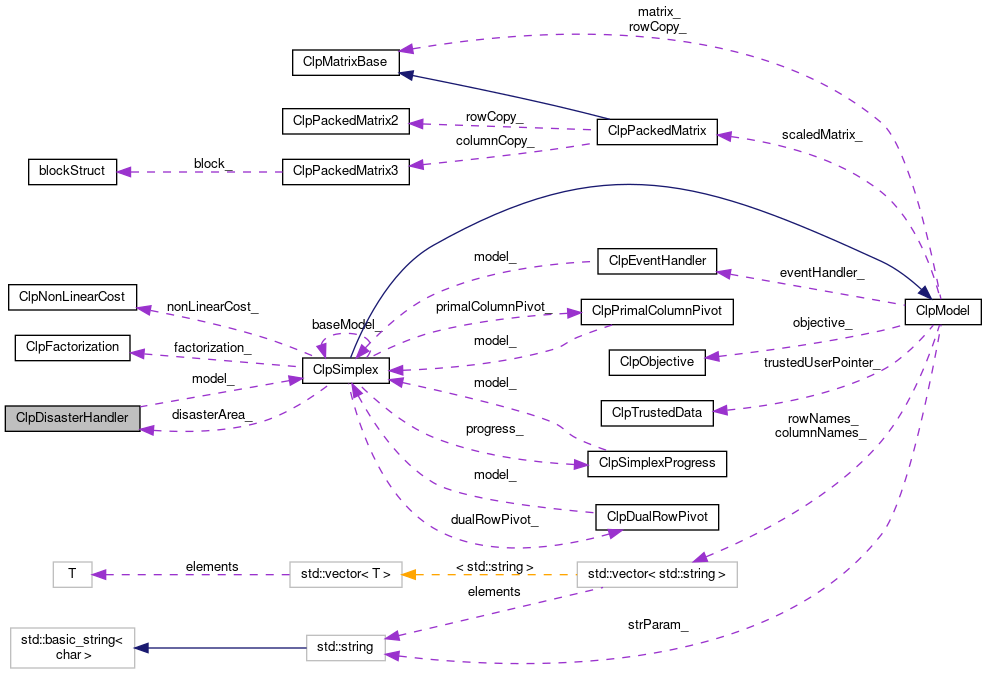 matrix_
rowCopy_
ClpMatrixBase
ClpPackedMatrix2
rowCopy_
ClpPackedMatrix
scaledMatrix_
columnCopy_
blockStruct
block_
ClpPackedMatrix3
model_
ClpEventHandler
eventHandler_
ClpNonLinearCost
nonLinearCost_
primalColumnPivot_
ClpPrimalColumnPivot
ClpModel
baseModel_
objective_
ClpFactorization
factorization_
model_
ClpObjective
trustedUserPointer_
ClpSimplex
model_
model_
ClpDisasterHandler
disasterArea_
ClpTrustedData
rowNames_
columnNames_
progress_
ClpSimplexProgress
model_
dualRowPivot_
ClpDualRowPivot
T
elements
std::vector< T >
< std::string >
std::vector< std::string >
elements
strParam_
std::basic_string<
char >
std::string